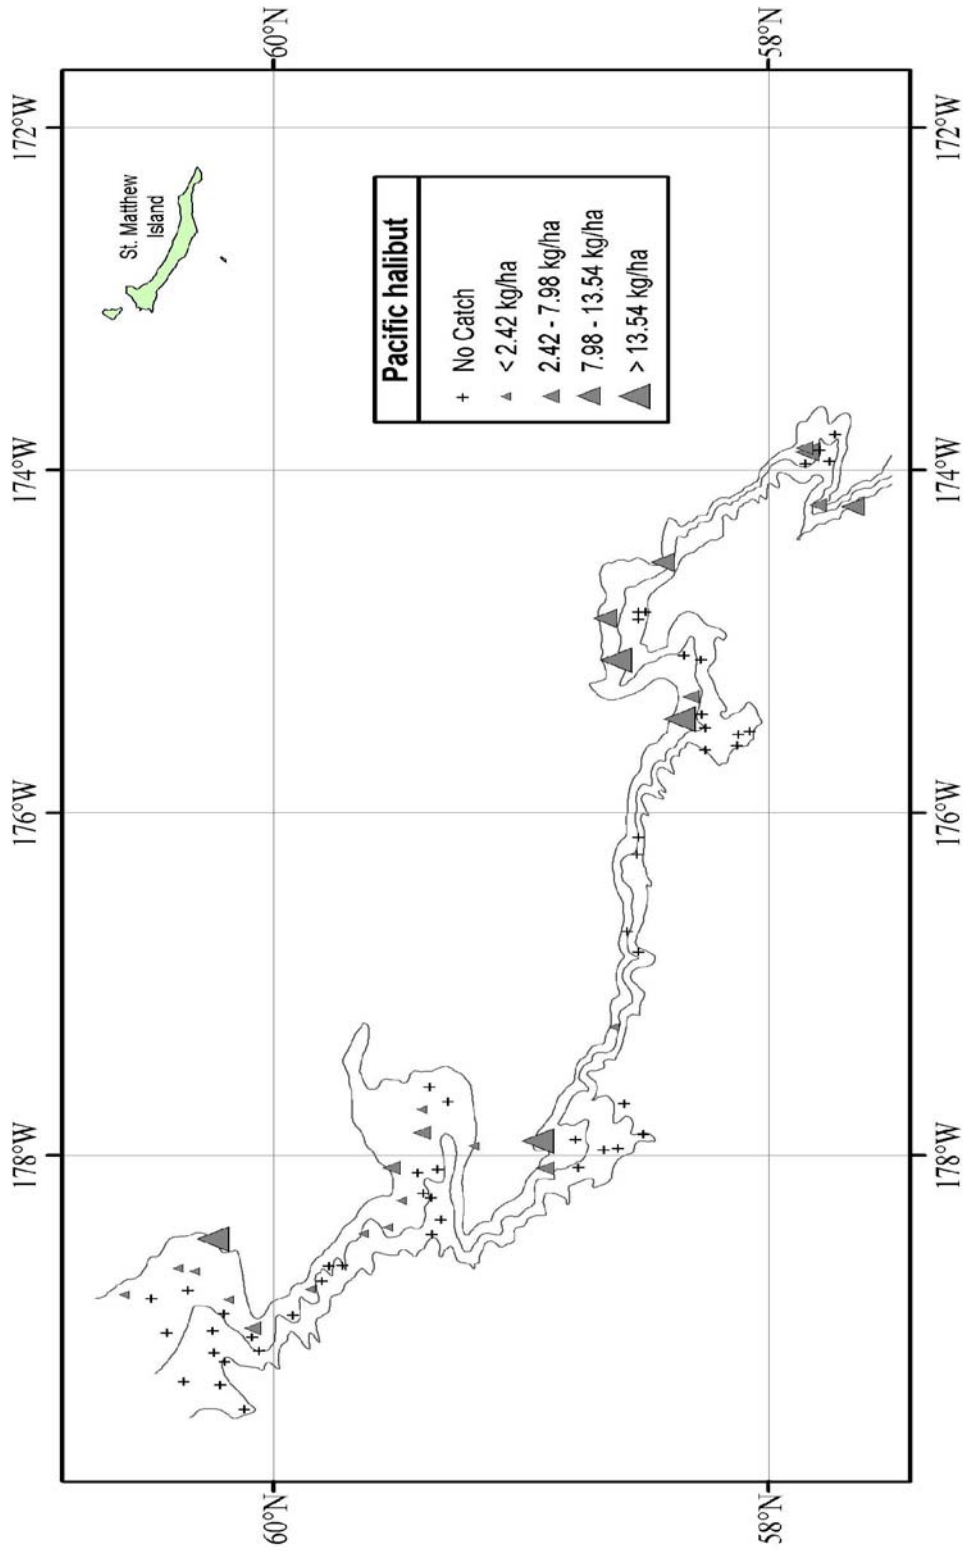 60°N
58°N
172°W
172°W
St. Matthew
Island
Pacific halibut
No Catch
< 2.42 kg/ha
2.42 - 7.98 kg/ha
7.98 - 13.54 kg/ha
> 13.54 kg/ha
174°W
174°W
176°W
176°W
178°W
178°W
60°N
58°N